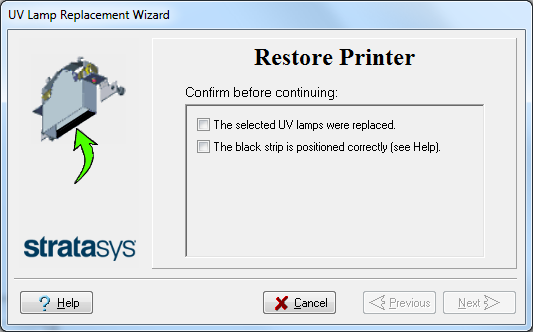 UV Lamp Replacement Wizard
Restore Printer
Confirm before continuing:
The selected UV lamps were replaced.
The black strip is positioned correctly (see Help).
stratasys
? Help
Cancel
Previous
Next